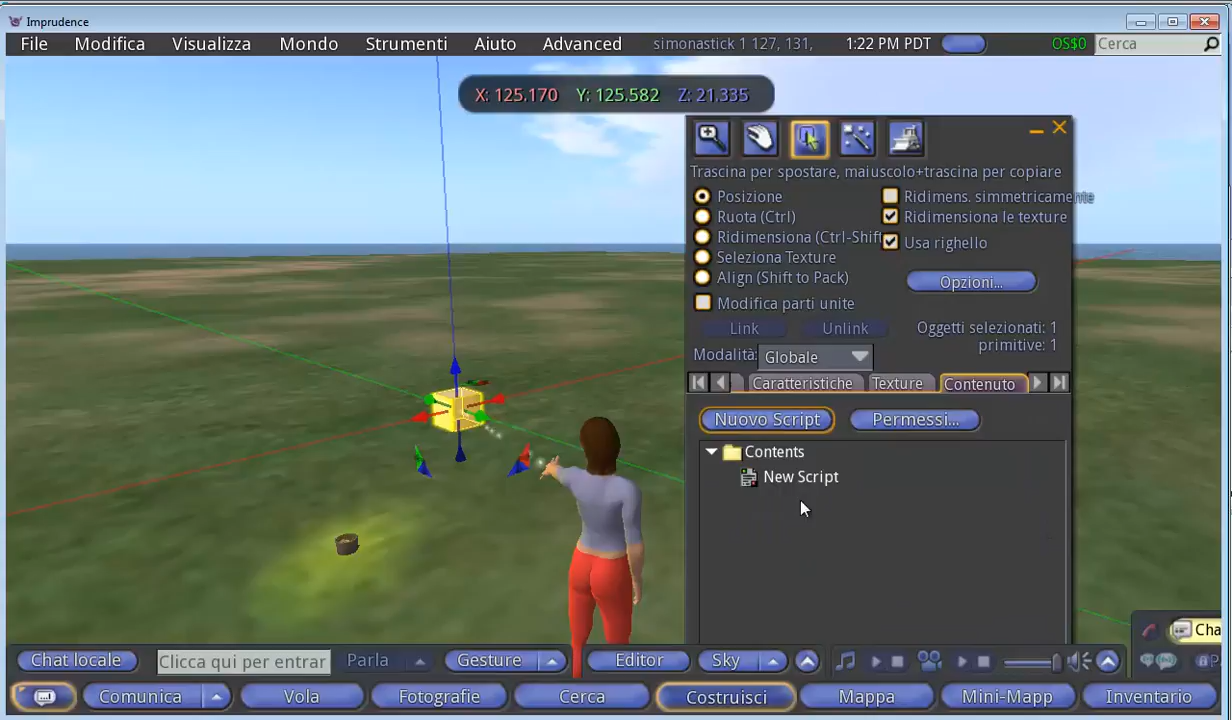 Imprudence
File Modifica Visualizza Mondo Strumenti Aiuto Advanced simonastick 1 127, 131, 1:22 PM PDT OS$0 Cerca
X: 125.170 Y: 125.582 Z: 21.335
Trascina per spostare, maiuscolo+trascina per copiare
Posizione Ridimens. simmetricamente
Ruota (Ctrl) Ridimensiona le texture
Ridimensiona (Ctrl-Shift Usa righello
Seleziona Texture
Align (Shift to Pack) Opzioni...
Modifica parti unite
Link Unlink Oggetti selezionati: 1
primitive: 1
Modalità: Globale
Caratteristiche Texture Contenuto
Nuovo Script Permessi...
Contents
New Script
Cha
Chat locale Clicca qui per entrar Parla Gesture Editor Sky
Comunica Vola Fotografie Cerca Costruisci Mappa Mini-Mapp Inventario